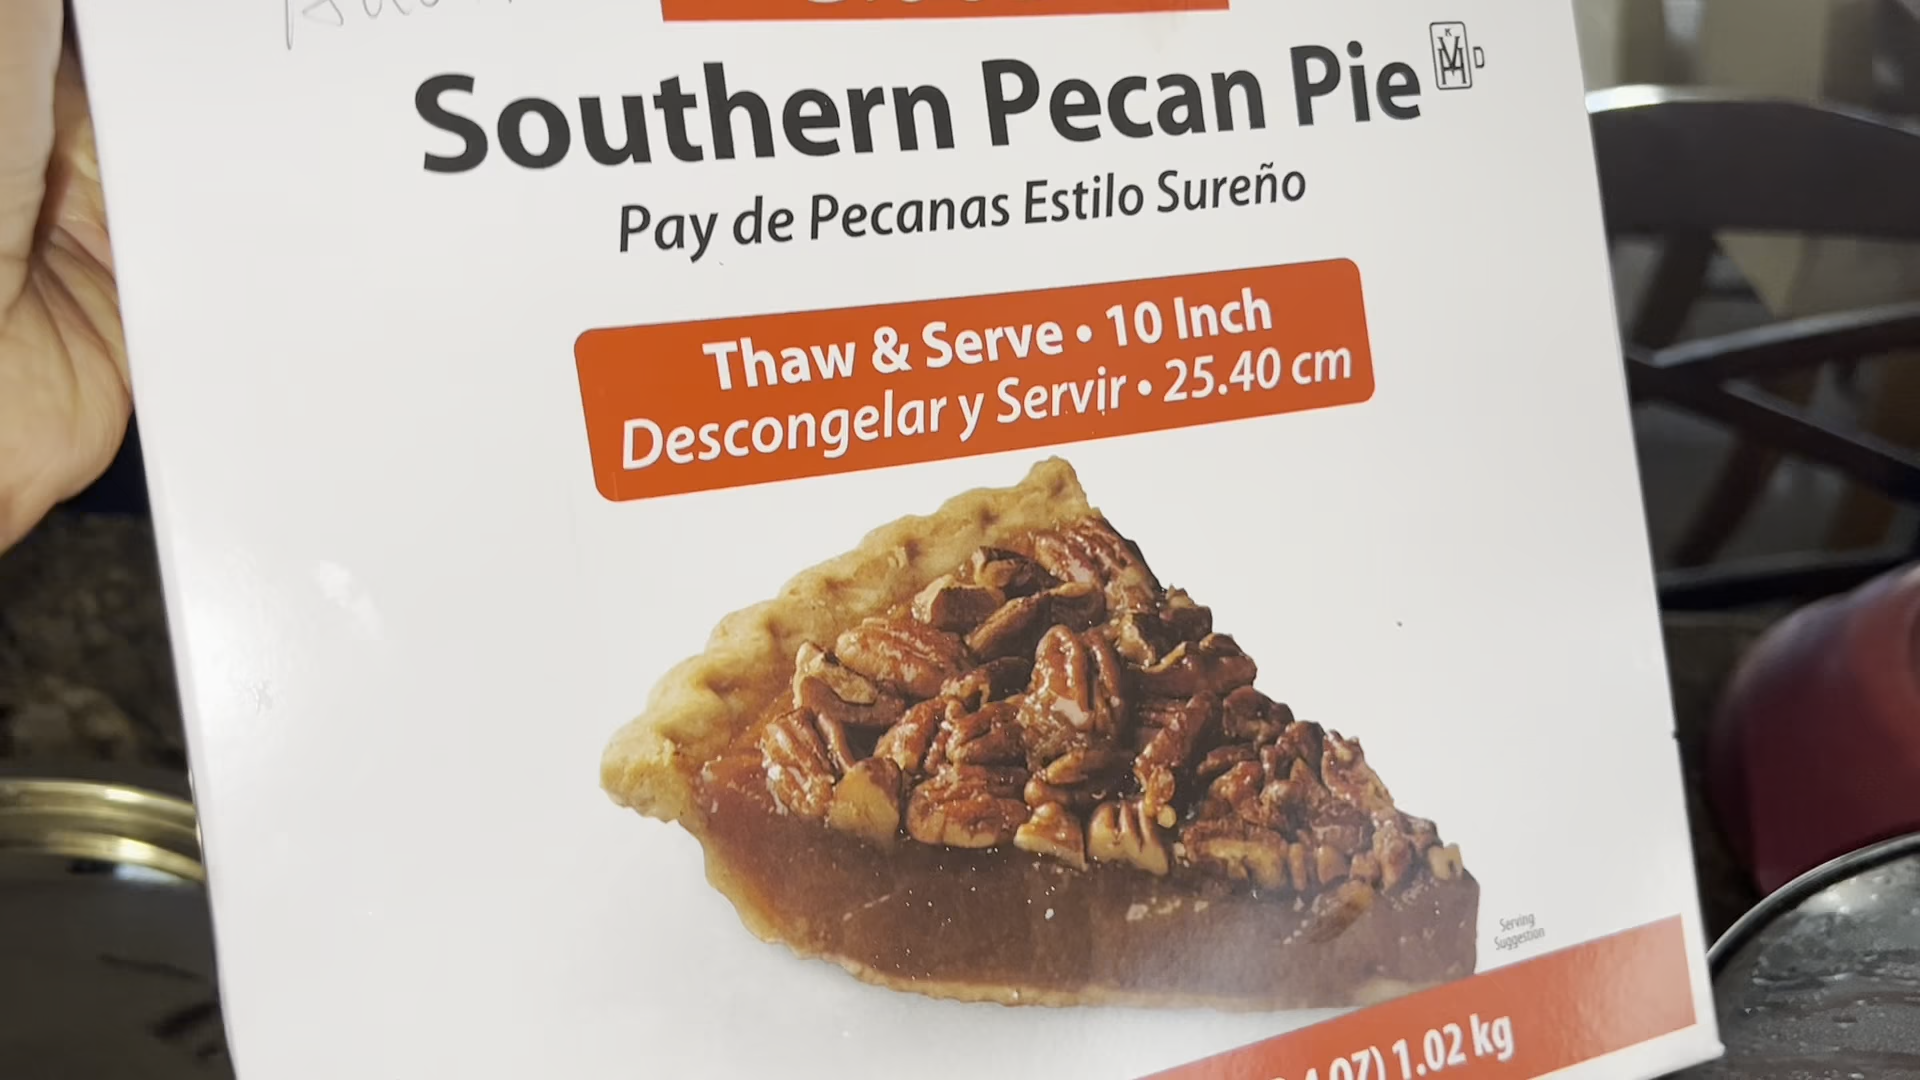 Southern Pecan Pie
Pay de Pecanas Estilo Sureño
Thaw & Serve • 10 Inch
Descongelar y Servir • 25.40 cm
Serving
Suggestion
OZ) 1.02 kg